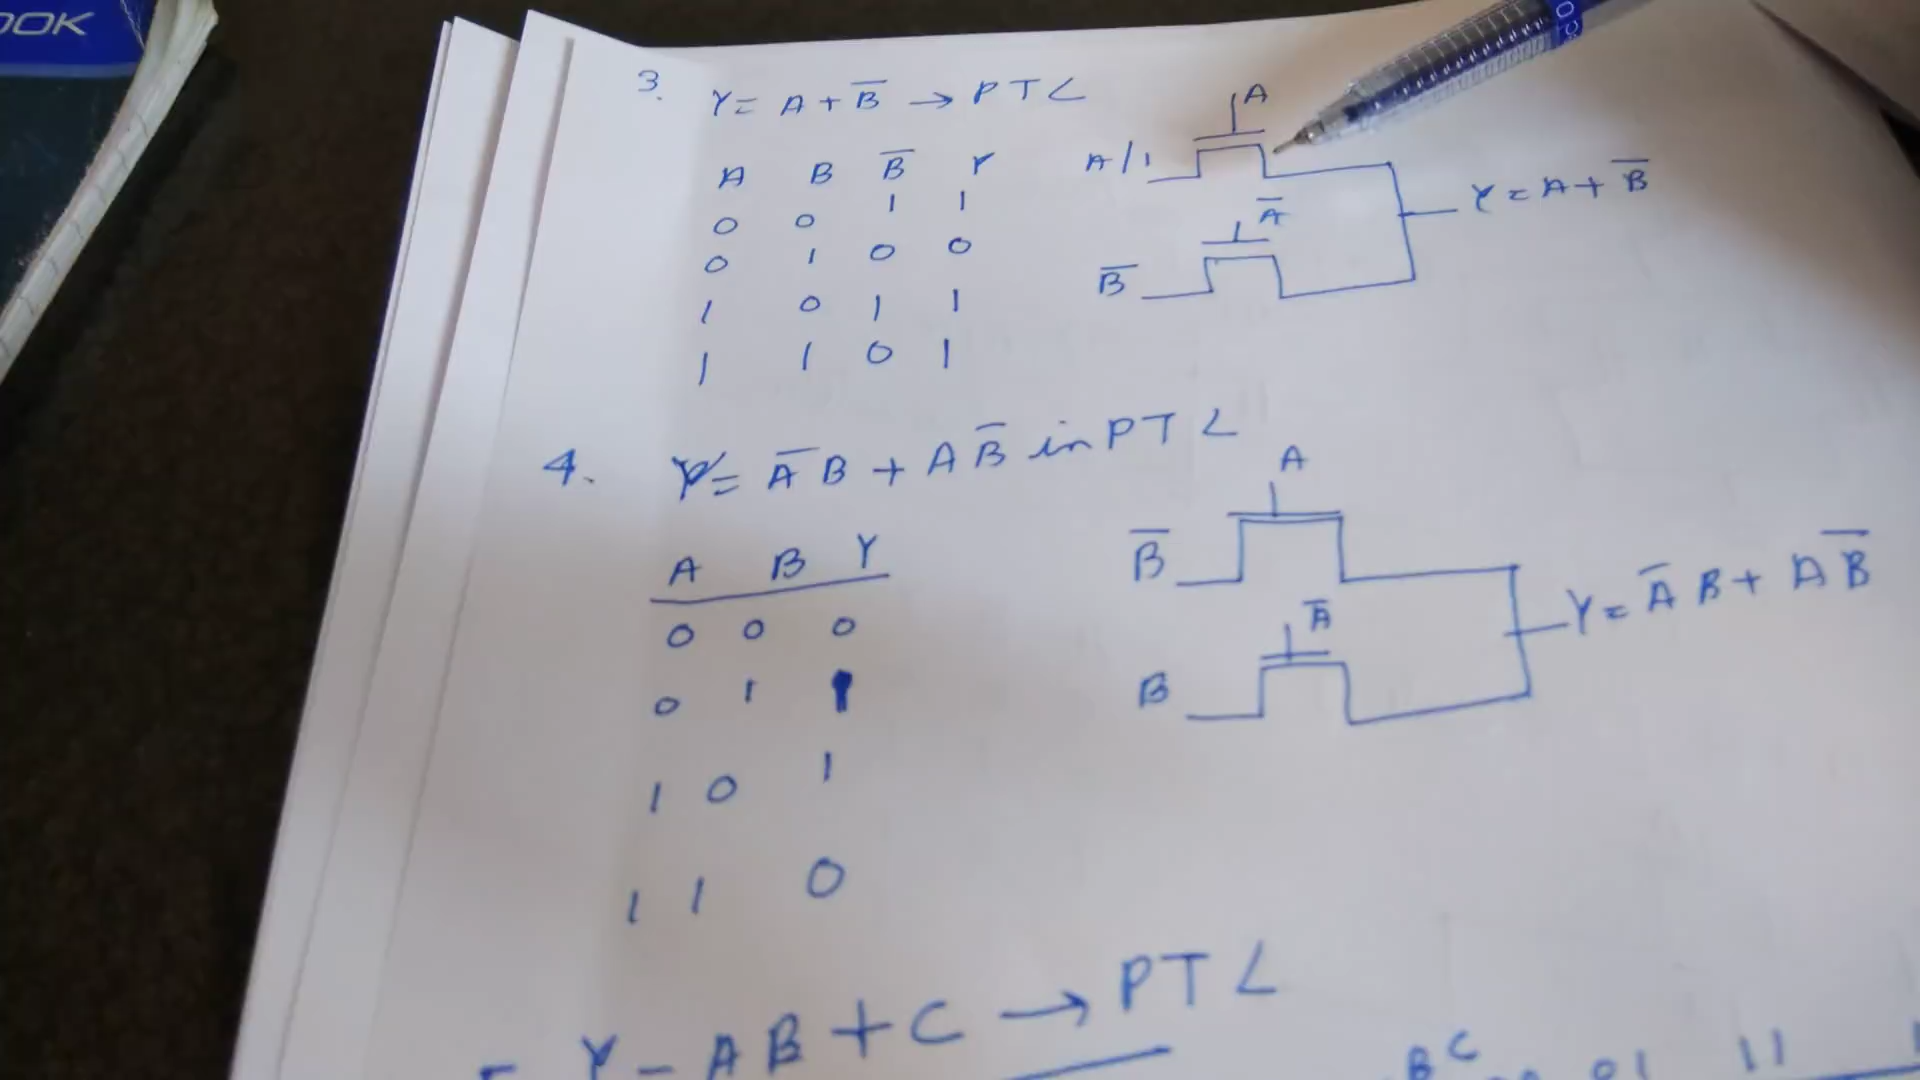 OOK
3. Y = A + B̅ → PTL
A B B̅ Y
0 0 1 1
0 1 0 0
1 0 1 1
1 1 0 1
A
A/1
A̅
B̅
Y = A + B̅
4. Y = A̅B + AB̅ in PTL
A B Y
0 0 0
0 1 1
1 0 1
1 1 0
A
B̅
A̅
B
Y = A̅B + AB̅
Y = AB + C → PTL
BC
01 11